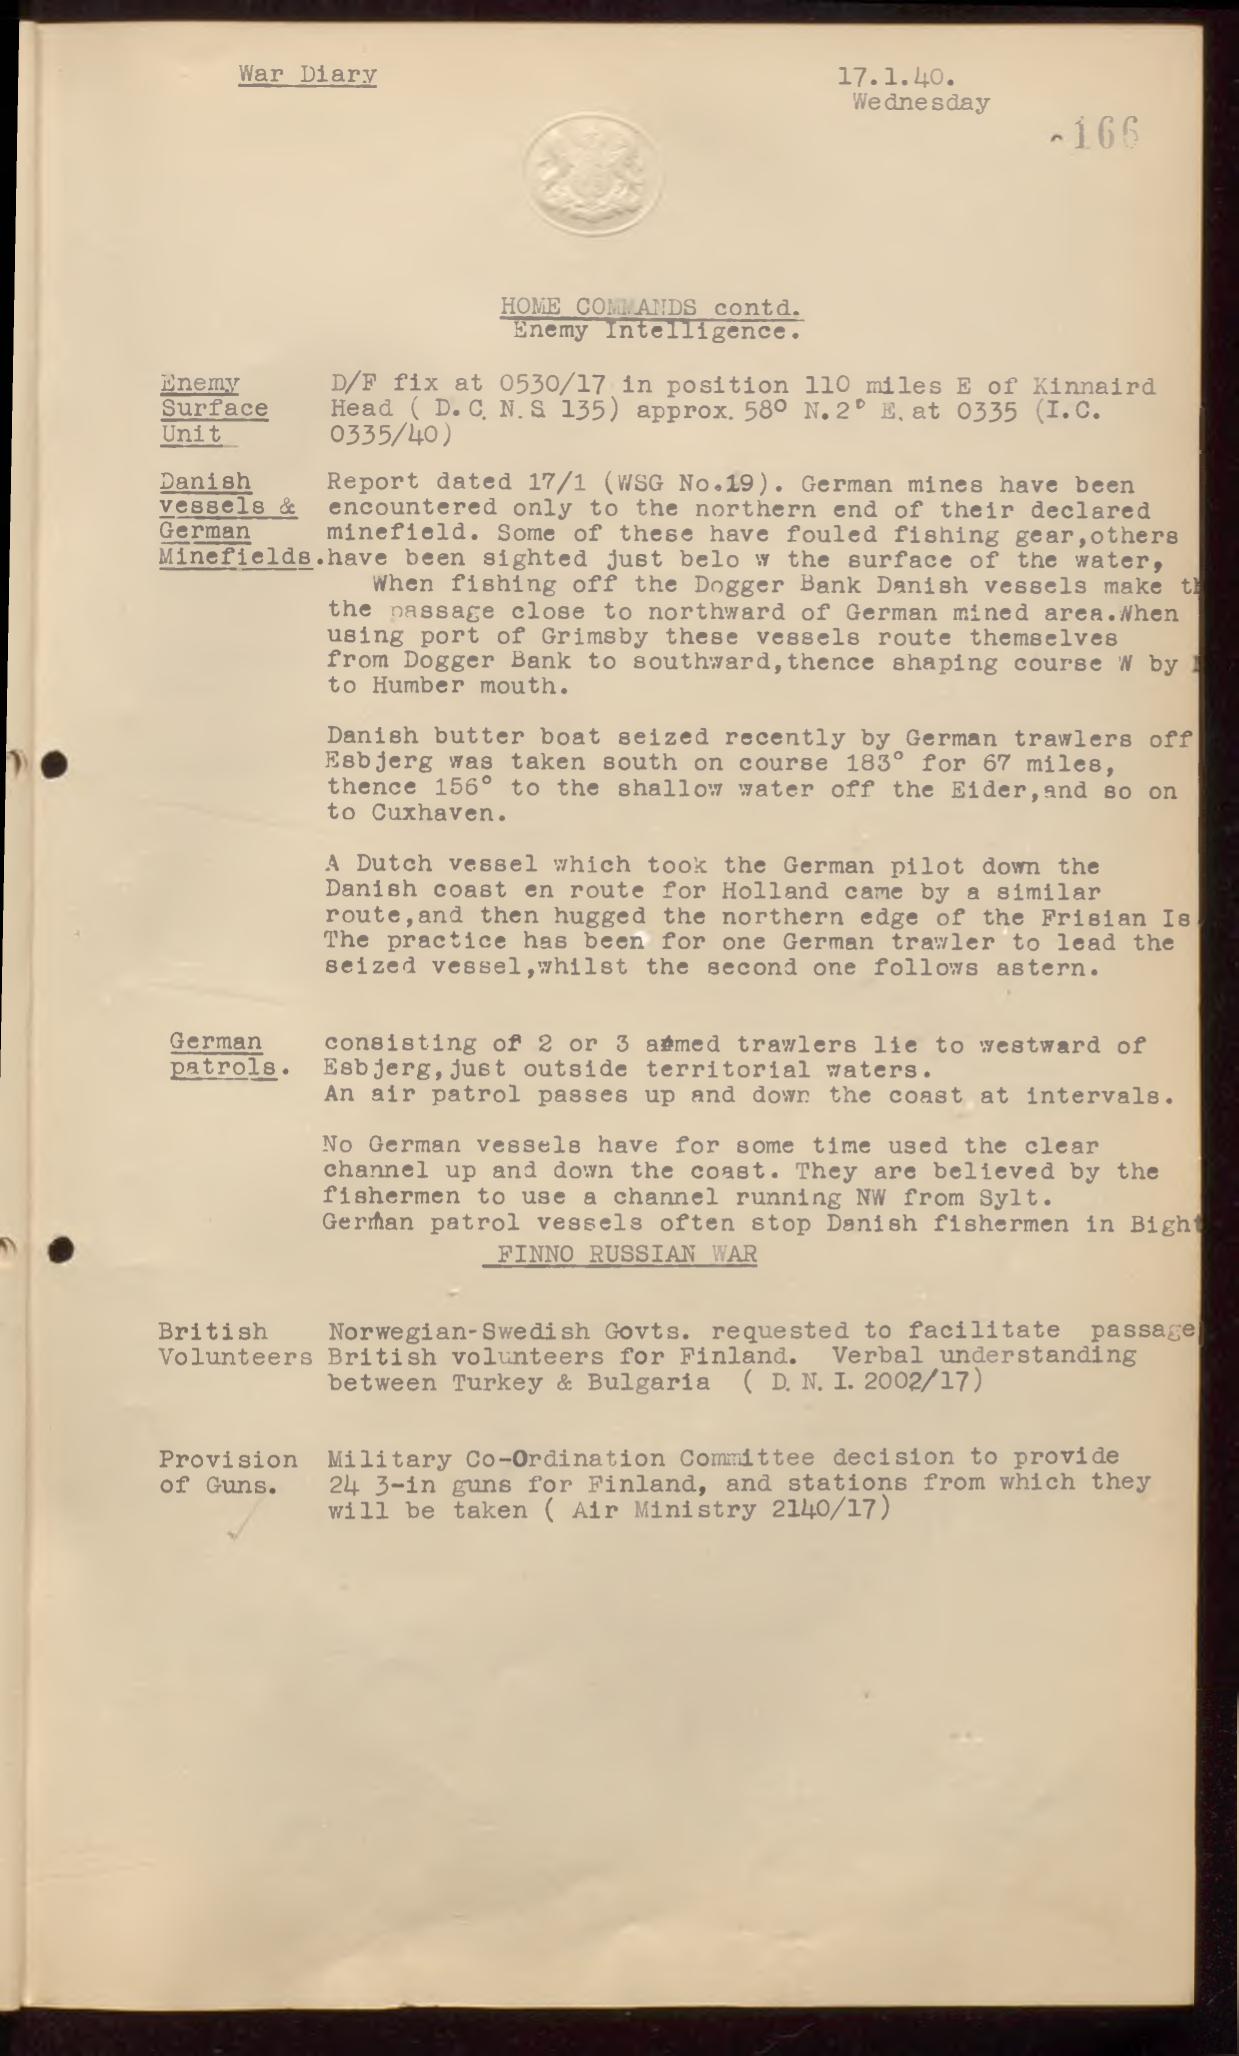 War Diary
17.1.40.
Wednesday
166
HOME COMMANDS contd.
Enemy Intelligence.
Enemy Surface Unit
D/F fix at 0530/17 in position 110 miles E of Kinnaird
Head ( D.C.N.S 135) approx. 58º N.2º E. at 0335 (I.C.
0335/40)
Danish vessels & German Minefields.
Report dated 17/1 (WSG No.19). German mines have been
encountered only to the northern end of their declared
minefield. Some of these have fouled fishing gear,others
have been sighted just belo w the surface of the water,
When fishing off the Dogger Bank Danish vessels make
the passage close to northward of German mined area.When
using port of Grimsby these vessels route themselves
from Dogger Bank to southward,thence shaping course W by
to Humber mouth.
Danish butter boat seized recently by German trawlers off
Esbjerg was taken south on course 183º for 67 miles,
thence 156º to the shallow water off the Eider,and so on
to Cuxhaven.
A Dutch vessel which took the German pilot down the
Danish coast en route for Holland came by a similar
route,and then hugged the northern edge of the Frisian Is
The practice has been for one German trawler to lead the
seized vessel,whilst the second one follows astern.
German patrols.
consisting of 2 or 3 armed trawlers lie to westward of
Esbjerg,just outside territorial waters.
An air patrol passes up and down the coast at intervals.
No German vessels have for some time used the clear
channel up and down the coast. They are believed by the
fishermen to use a channel running NW from Sylt.
German patrol vessels often stop Danish fishermen in Bight
FINNO RUSSIAN WAR
British Volunteers
Norwegian-Swedish Govts. requested to facilitate passage
British volunteers for Finland. Verbal understanding
between Turkey & Bulgaria ( D.N.I. 2002/17)
Provision of Guns.
Military Co-Ordination Committee decision to provide
24 3-in guns for Finland, and stations from which they
will be taken ( Air Ministry 2140/17)